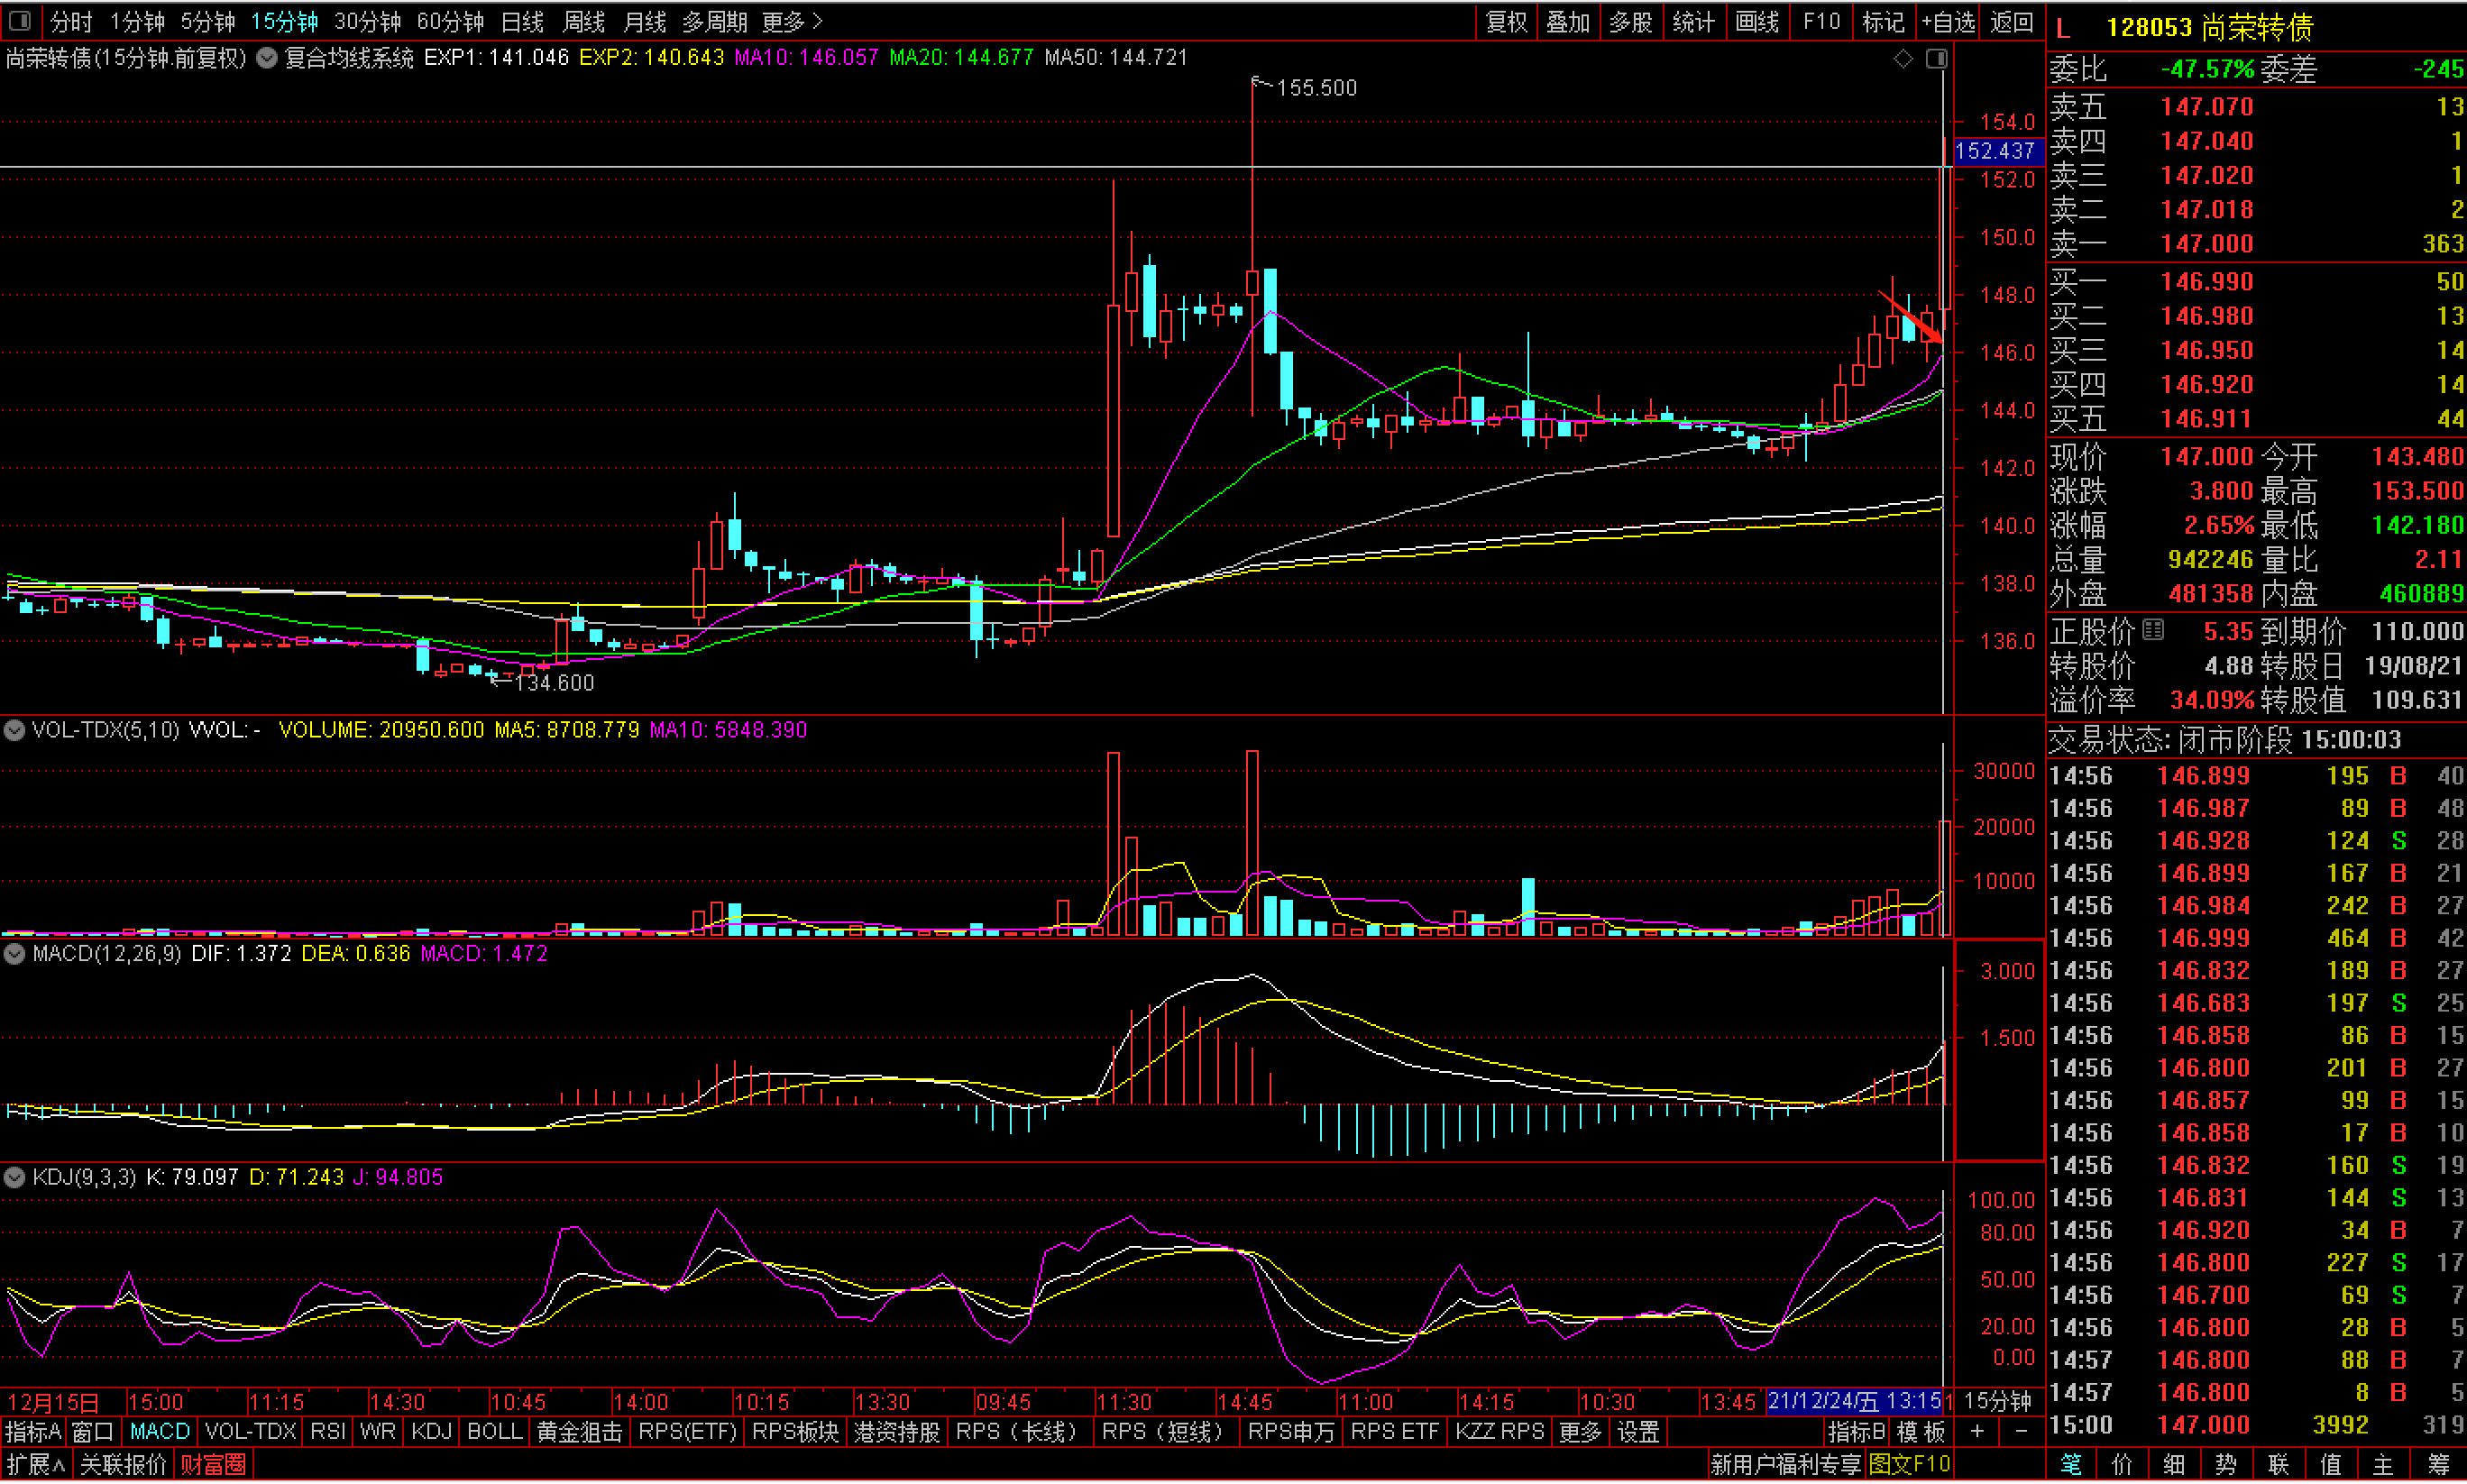 分时 1分钟 5分钟 15分钟 30分钟 60分钟 日线 周线 月线 多周期 更多 >
复权 叠加 多股 统计 画线 F10 标记 +自选 返回
L 128053 尚荣转债
尚荣转债(15分钟.前复权) 复合均线系统 EXP1: 141.046 EXP2: 140.643 MA10: 146.057 MA20: 144.677 MA50: 144.721
155.500
134.600
154.0
152.437
152.0
150.0
148.0
146.0
144.0
142.0
140.0
138.0
136.0
VOL-TDX(5,10) VVOL: - VOLUME: 20950.600 MA5: 8708.779 MA10: 5848.390
30000
20000
10000
MACD(12,26,9) DIF: 1.372 DEA: 0.636 MACD: 1.472
3.000
1.500
KDJ(9,3,3) K: 79.097 D: 71.243 J: 94.805
100.00
80.00
50.00
20.00
0.00
12月15日 15:00 11:15 14:30 10:45 14:00 10:15 13:30 09:45 11:30 14:45 11:00 14:15 10:30 13:45 21/12/24/五 13:15 1 15分钟
指标A 窗口 MACD VOL-TDX RSI WR KDJ BOLL 黄金狙击 RPS(ETF) RPS板块 港资持股 RPS（长线） RPS（短线） RPS申万 RPS ETF KZZ RPS 更多 设置 指标B 模板 + －
扩展∧ 关联报价 财富圈 新用户福利专享 图文F10
委比 -47.57% 委差 -245
卖五 147.070 13
卖四 147.040 1
卖三 147.020 1
卖二 147.018 2
卖一 147.000 363
买一 146.990 50
买二 146.980 13
买三 146.950 14
买四 146.920 14
买五 146.911 44
现价 147.000 今开 143.480
涨跌 3.800 最高 153.500
涨幅 2.65% 最低 142.180
总量 942246 量比 2.11
外盘 481358 内盘 460889
正股价 5.35 到期价 110.000
转股价 4.88 转股日 19/08/21
溢价率 34.09% 转股值 109.631
交易状态: 闭市阶段 15:00:03
14:56 146.899 195 B 40
14:56 146.987 89 B 48
14:56 146.928 124 S 28
14:56 146.899 167 B 21
14:56 146.984 242 B 27
14:56 146.999 464 B 42
14:56 146.832 189 B 27
14:56 146.683 197 S 25
14:56 146.858 86 B 15
14:56 146.800 201 B 27
14:56 146.857 99 B 15
14:56 146.858 17 B 10
14:56 146.832 160 S 19
14:56 146.831 144 S 13
14:56 146.920 34 B 7
14:56 146.800 227 S 17
14:56 146.700 69 S 7
14:56 146.800 28 B 5
14:57 146.800 88 B 7
14:57 146.800 8 B 5
15:00 147.000 3992 319
笔 价 细 势 联 值 主 筹